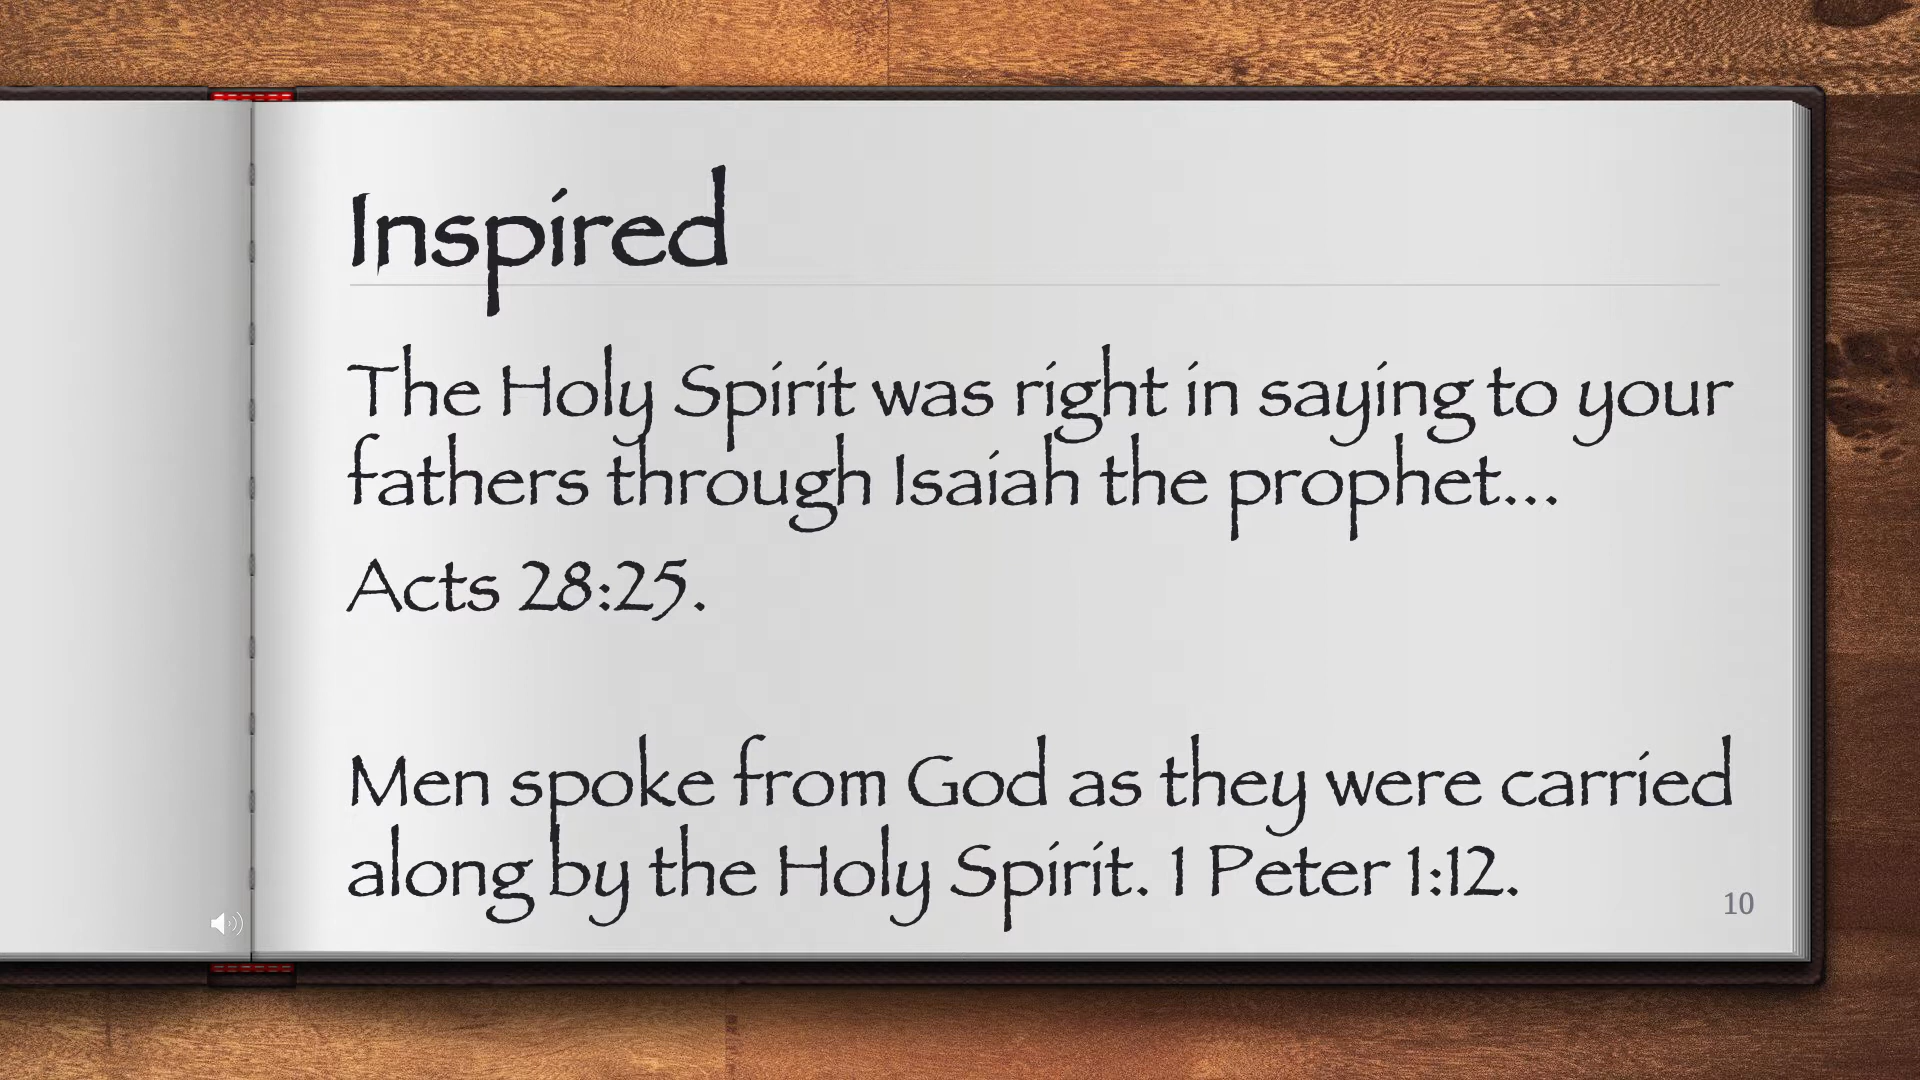 Inspired
The Holy Spirit was right in saying to your
fathers through Isaiah the prophet...
Acts 28:25.
Men spoke from God as they were carried
along by the Holy Spirit. 1 Peter 1:12.
10